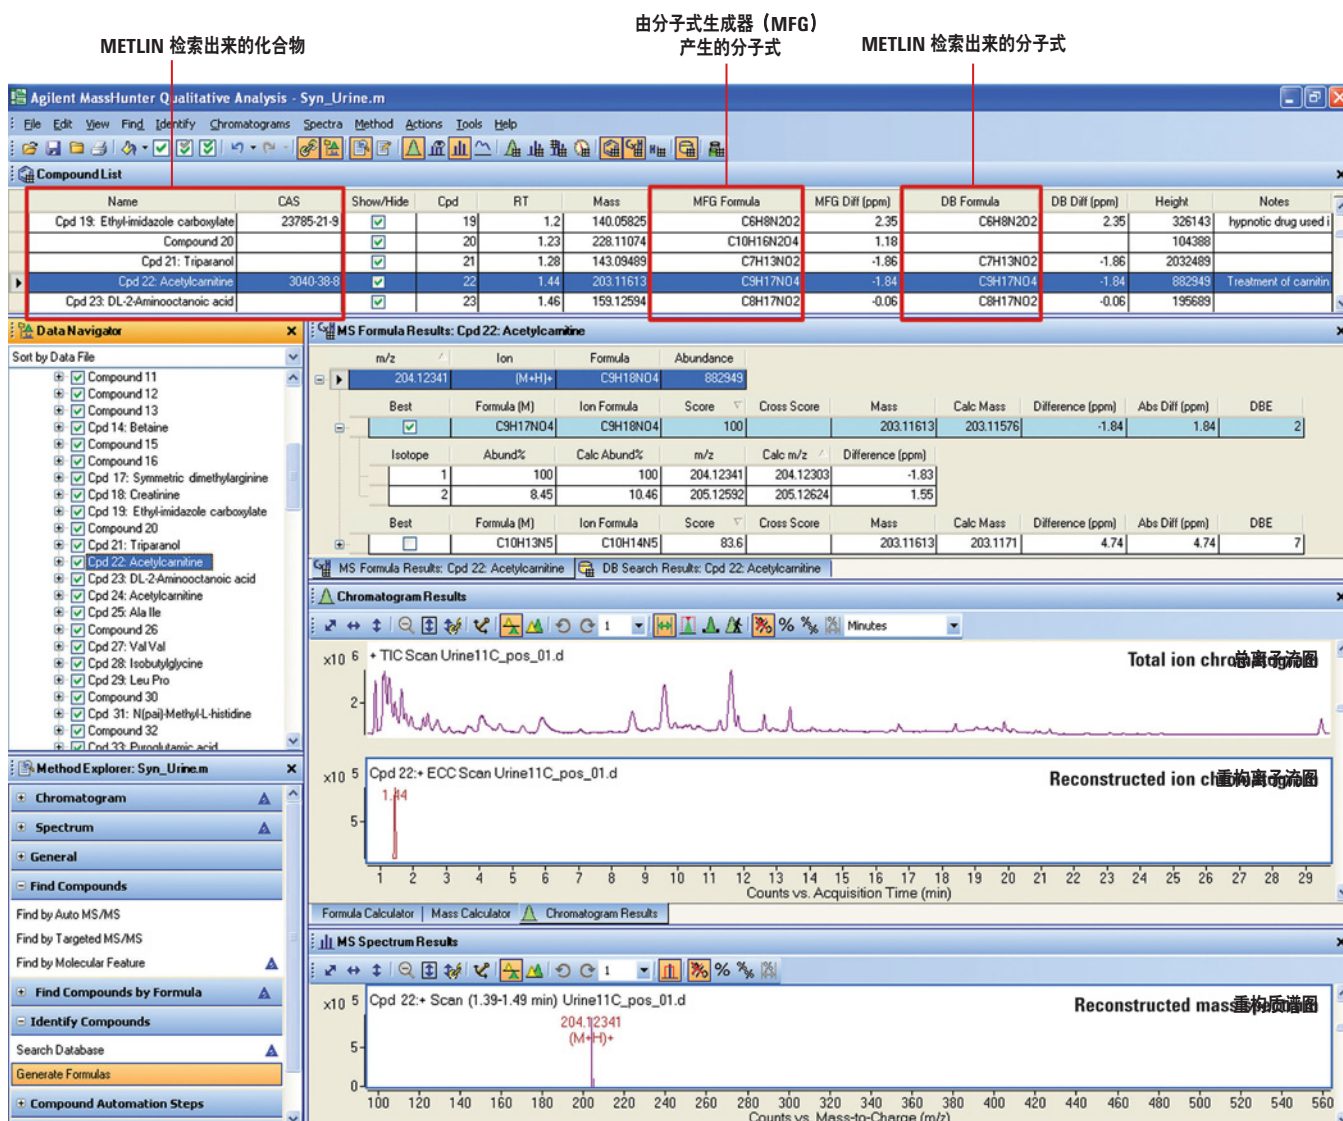 METLIN 检索出来的化合物
由分子式生成器（MFG）
产生的分子式
METLIN 检索出来的分子式
Agilent MassHunter Qualitative Analysis - Syn_Urine.m
File Edit View Find Identify Chromatograms Spectra Method Actions Tools Help
Compound List
Name CAS Show/Hide Cpd RT Mass MFG Formula MFG Diff (ppm) DB Formula DB Diff (ppm) Height Notes
Cpd 19: Ethyl-imidazole carboxylate 23785-21-9 19 1.2 140.05825 C6H8N2O2 2.35 C6H8N2O2 2.35 326143 hypnotic drug used i
Compound 20 20 1.23 228.11074 C10H16N2O4 1.18 104388
Cpd 21: Triparanol 21 1.28 143.09489 C7H13NO2 -1.86 C7H13NO2 -1.86 2032489
Cpd 22: Acetylcarnitine 3040-38-8 22 1.44 203.11613 C9H17NO4 -1.84 C9H17NO4 -1.84 882949 Treatment of carnitin
Cpd 23: DL-2-Aminooctanoic acid 23 1.46 159.12594 C8H17NO2 -0.06 C8H17NO2 -0.06 195689
Data Navigator
Sort by Data File
Compound 11
Compound 12
Compound 13
Cpd 14: Betaine
Compound 15
Compound 16
Cpd 17: Symmetric dimethylarginine
Cpd 18: Creatinine
Cpd 19: Ethyl-imidazole carboxylate
Compound 20
Cpd 21: Triparanol
Cpd 22: Acetylcarnitine
Cpd 23: DL-2-Aminooctanoic acid
Cpd 24: Acetylcarnitine
Cpd 25: Ala Ile
Compound 26
Cpd 27: Val Val
Cpd 28: Isobutylglycine
Cpd 29: Leu Pro
Compound 30
Cpd 31: N(pai)-Methyl-L-histidine
Compound 32
Cpd 33: Puroglutamic acid
MS Formula Results: Cpd 22: Acetylcarnitine
m/z Ion Formula Abundance
204.12341 (M+H)+ C9H18NO4 882949
Best Formula (M) Ion Formula Score Cross Score Mass Calc Mass Difference (ppm) Abs Diff (ppm) DBE
C9H17NO4 C9H18NO4 100 203.11613 203.11576 -1.84 1.84 2
Isotope Abund% Calc Abund% m/z Calc m/z Difference (ppm)
1 100 100 204.12341 204.12303 -1.83
2 8.45 10.46 205.12592 205.12624 1.55
Best Formula (M) Ion Formula Score Cross Score Mass Calc Mass Difference (ppm) Abs Diff (ppm) DBE
C10H13N5 C10H14N5 83.6 203.11613 203.1171 4.74 4.74 7
MS Formula Results: Cpd 22: Acetylcarnitine DB Search Results: Cpd 22: Acetylcarnitine
Chromatogram Results
1 % Minutes
x10 6 + TIC Scan Urine11C_pos_01.d
Total ion chromatogram 总离子流图
2
x10 5 Cpd 22:+ ECC Scan Urine11C_pos_01.d
Reconstructed ion chromatogram 重构离子流图
1.44
5
1 2 3 4 5 6 7 8 9 10 11 12 13 14 15 16 17 18 19 20 21 22 23 24 25 26 27 28 29
Counts vs. Acquisition Time (min)
Formula Calculator Mass Calculator Chromatogram Results
Method Explorer: Syn_Urine.m
Chromatogram
Spectrum
General
Find Compounds
Find by Auto MS/MS
Find by Targeted MS/MS
Find by Molecular Feature
Find Compounds by Formula
Identify Compounds
Search Database
Generate Formulas
Compound Automation Steps
MS Spectrum Results
1 %
x10 5 Cpd 22:+ Scan (1.39-1.49 min) Urine11C_pos_01.d
Reconstructed mass spectrum 重构质谱图
204.12341
(M+H)+
5
0
100 120 140 160 180 200 220 240 260 280 300 320 340 360 380 400 420 440 460 480 500 520 540 560
Counts vs. Mass-to-Charge (m/z)